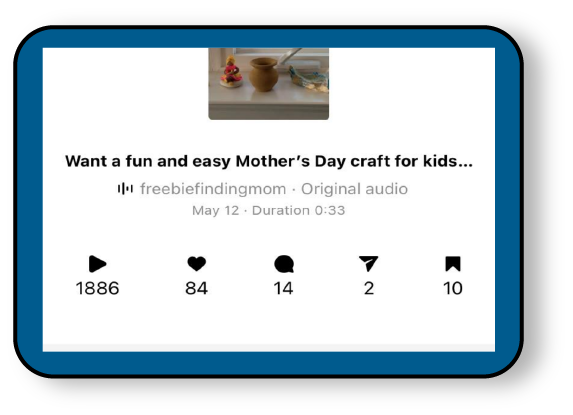 Want a fun and easy Mother's Day craft for kids...
freebiefindingmom · Original audio
May 12 · Duration 0:33
1886 84 14 2 10